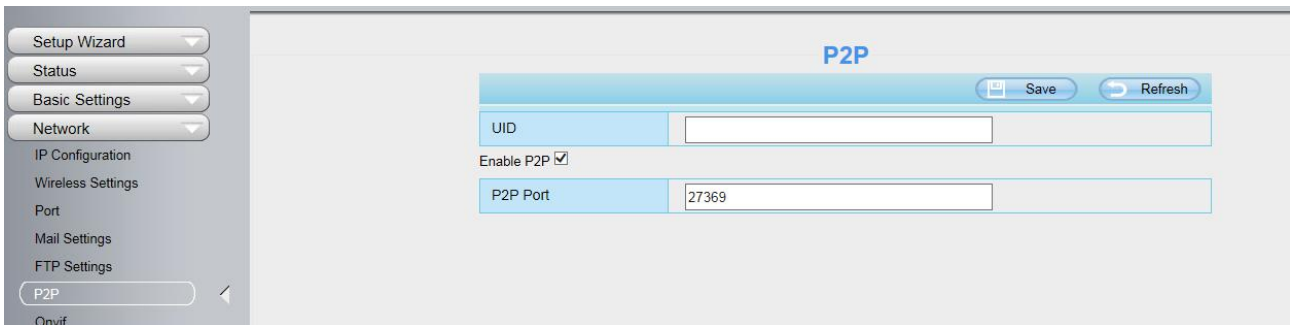 Setup Wizard
Status
Basic Settings
Network
IP Configuration
Wireless Settings
Port
Mail Settings
FTP Settings
P2P
Onvif
P2P
Save
Refresh
UID
Enable P2P
P2P Port
27369